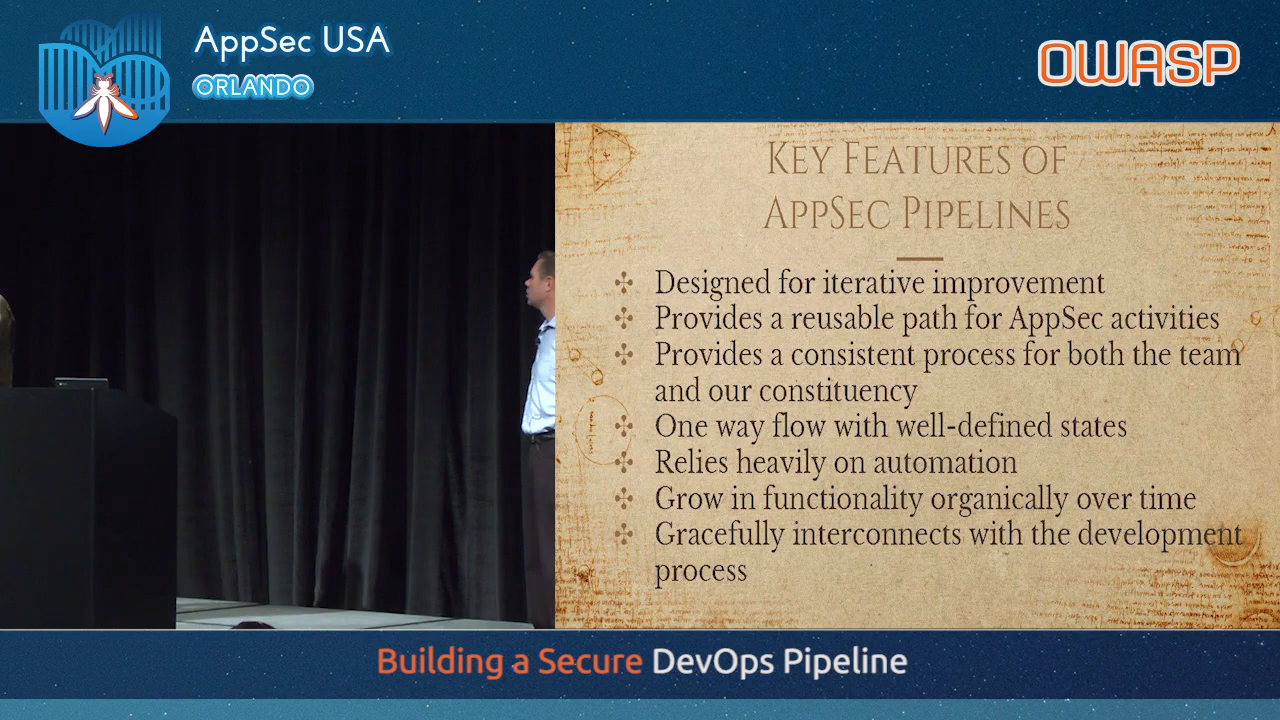 AppSec USA
ORLANDO
OWASP
KEY FEATURES OF
APPSEC PIPELINES
Designed for iterative improvement
Provides a reusable path for AppSec activities
Provides a consistent process for both the team
and our constituency
One way flow with well-defined states
Relies heavily on automation
Grow in functionality organically over time
Gracefully interconnects with the development
process
Building a Secure DevOps Pipeline